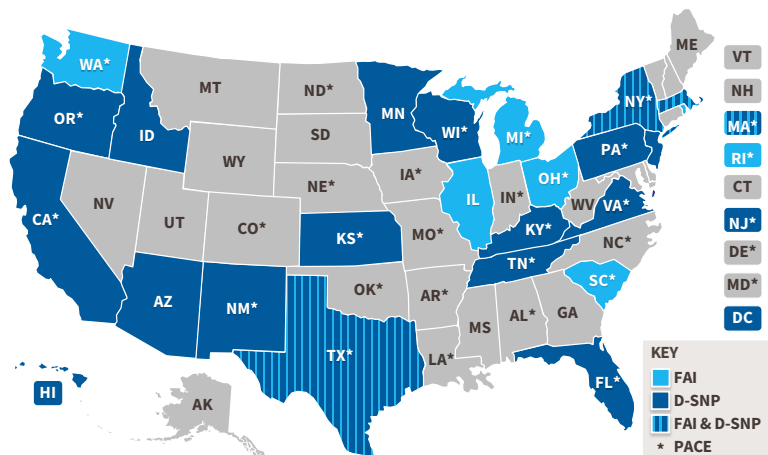 ME
WA*
MT
ND*
VT
OR*
MN
NH
ID
SD
WI*
NY*
MA*
WY
MI*
PA*
RI*
IA*
NE*
IL
IN*
OH*
CT
NV
UT
CO*
WV
VA*
CA*
KS*
MO*
KY*
NJ*
NC*
DE*
TN*
AZ
NM*
OK*
AR*
SC*
MD*
MS
AL*
GA
DC
TX*
LA*
KEY
HI
FL*
FAI
AK
D-SNP
FAI & D-SNP
* PACE